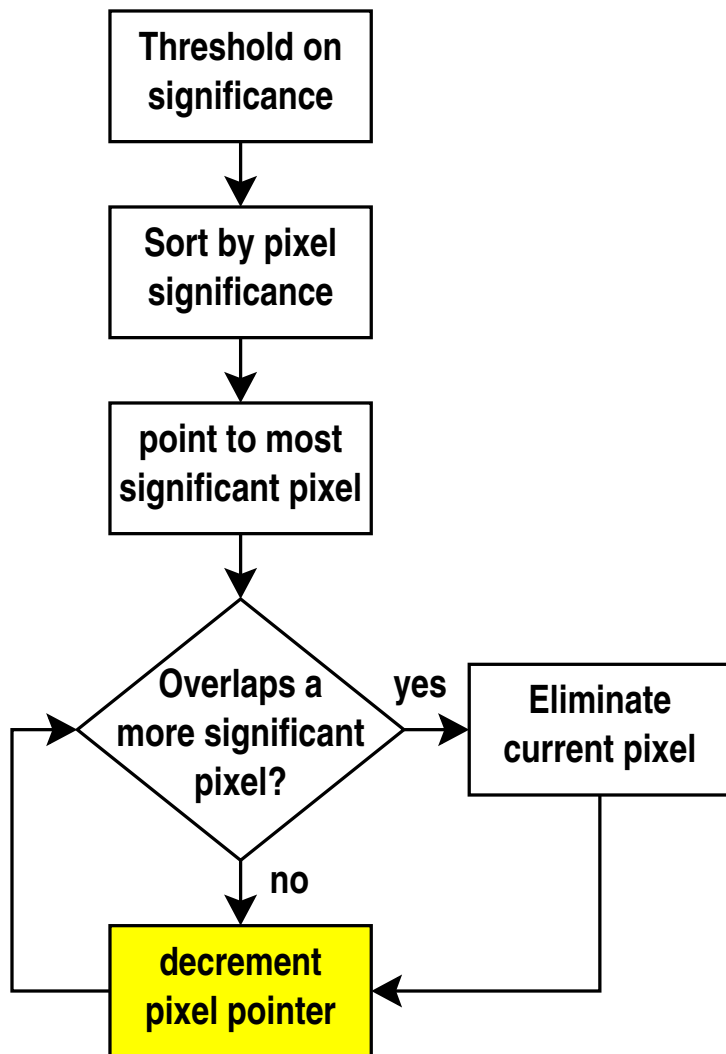 Threshold on
significance
Sort by pixel
significance
point to most
significant pixel
Overlaps a
more significant
pixel?
yes
Eliminate
current pixel
no
decrement
pixel pointer